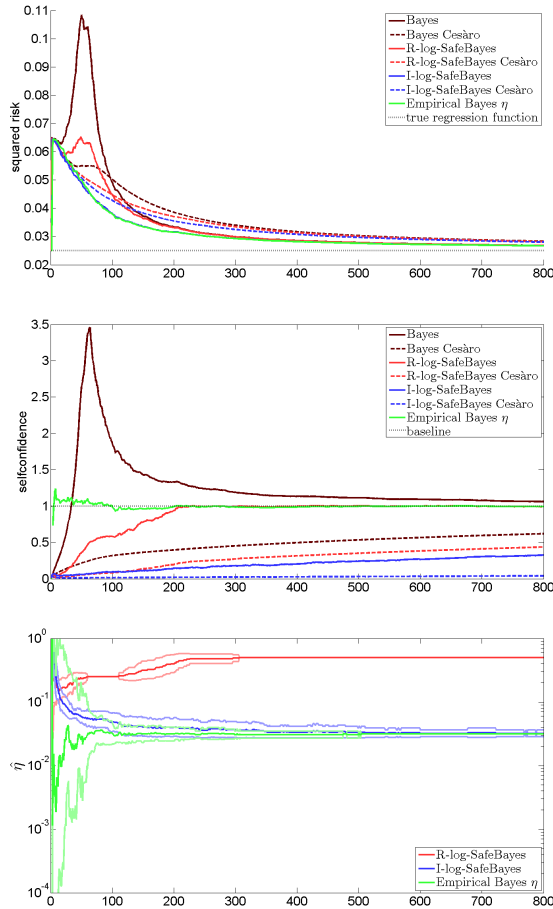 0.11
0.1
0.09
0.08
0.07
0.06
0.05
0.04
0.03
0.02
squared risk
Bayes
Bayes Cesàro
R-log-SafeBayes
R-log-SafeBayes Cesàro
I-log-SafeBayes
I-log-SafeBayes Cesàro
Empirical Bayes η
true regression function
0 100 200 300 400 500 600 700 800
3.5
3
2.5
2
1.5
1
0.5
0
selfconfidence
Bayes
Bayes Cesàro
R-log-SafeBayes
R-log-SafeBayes Cesàro
I-log-SafeBayes
I-log-SafeBayes Cesàro
Empirical Bayes η
baseline
0 100 200 300 400 500 600 700 800
10⁰
10⁻¹
10⁻²
10⁻³
10⁻⁴
η̂
R-log-SafeBayes
I-log-SafeBayes
Empirical Bayes η
0 100 200 300 400 500 600 700 800